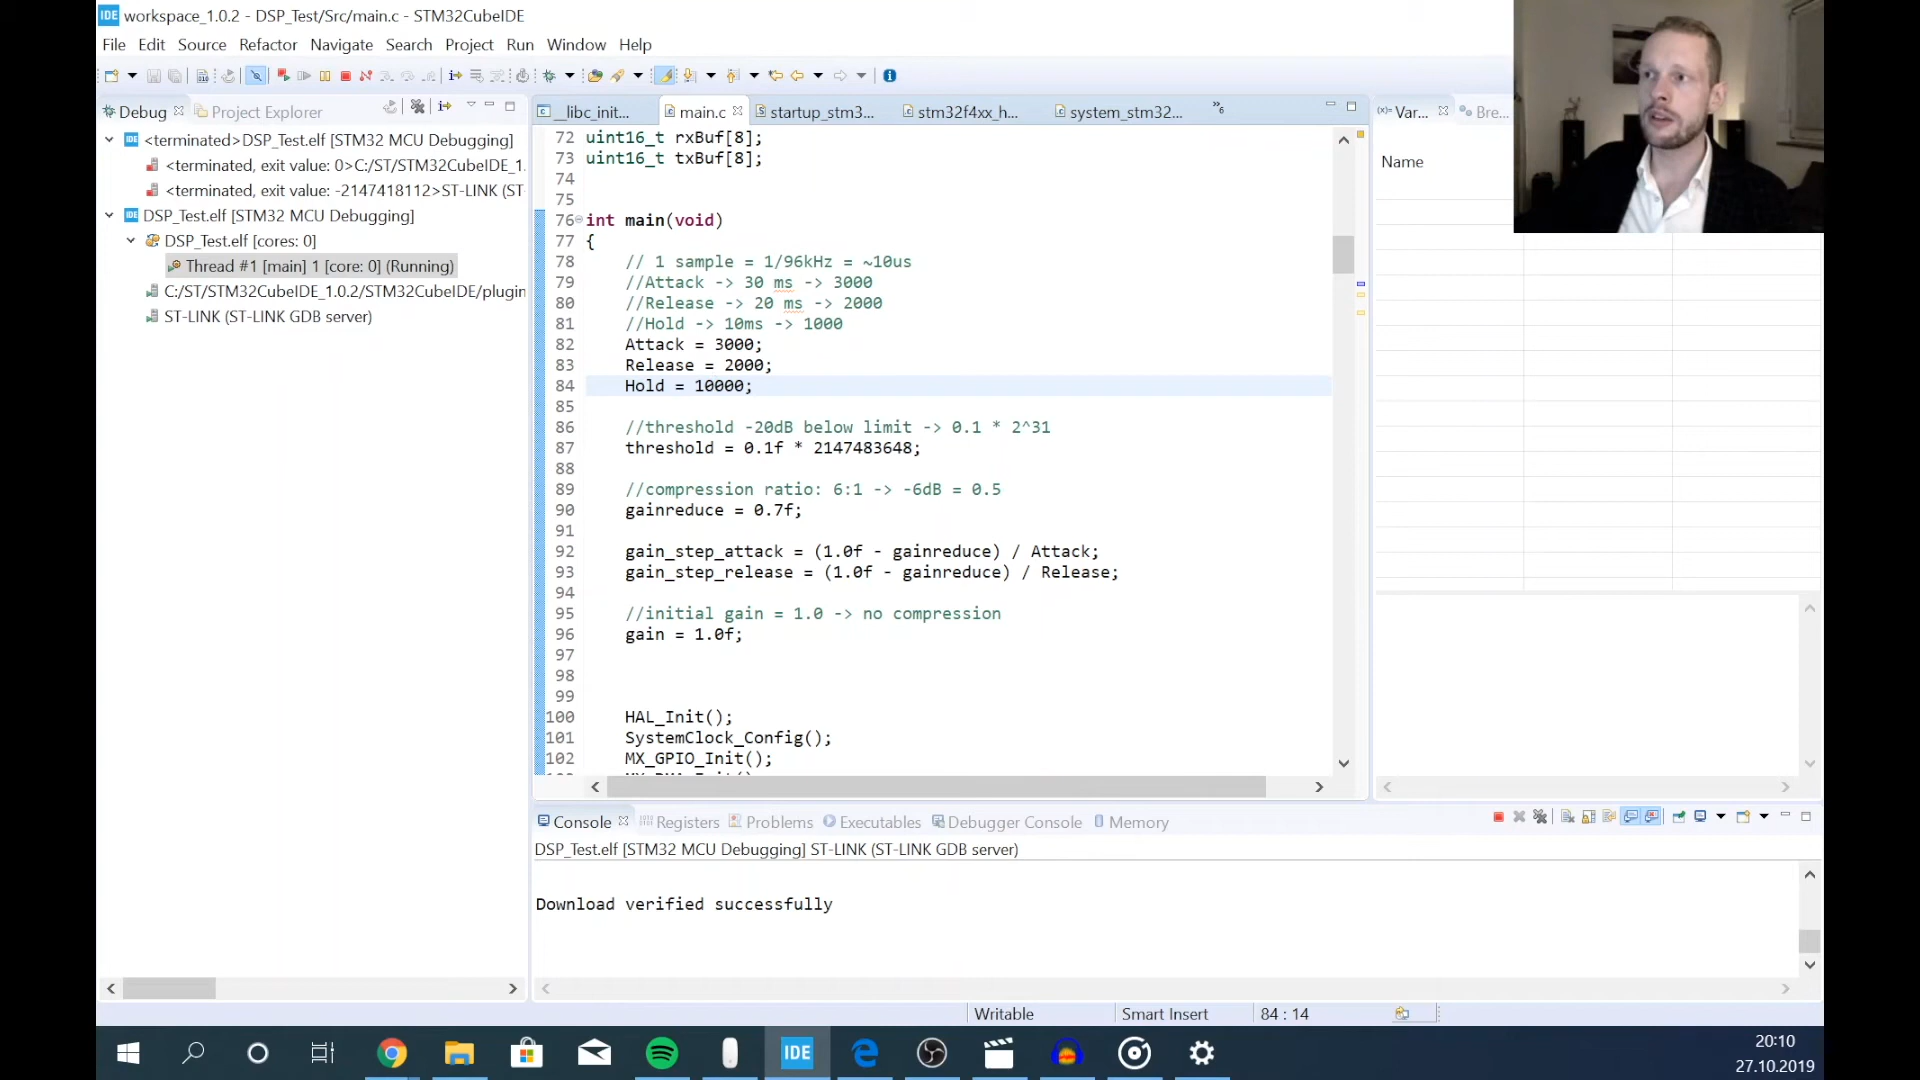 IDE workspace_1.0.2 - DSP_Test/Src/main.c - STM32CubeIDE
File Edit Source Refactor Navigate Search Project Run Window Help
Debug Project Explorer
<terminated>DSP_Test.elf [STM32 MCU Debugging]
<terminated, exit value: 0>C:/ST/STM32CubeIDE_1.
<terminated, exit value: -2147418112>ST-LINK (ST-
DSP_Test.elf [STM32 MCU Debugging]
DSP_Test.elf [cores: 0]
Thread #1 [main] 1 [core: 0] (Running)
C:/ST/STM32CubeIDE_1.0.2/STM32CubeIDE/plugin
ST-LINK (ST-LINK GDB server)
__libc_init... main.c startup_stm3... stm32f4xx_h... system_stm32... »6
72 uint16_t rxBuf[8];
73 uint16_t txBuf[8];
74
75
76 int main(void)
77 {
78 // 1 sample = 1/96kHz = ~10us
79 //Attack -> 30 ms -> 3000
80 //Release -> 20 ms -> 2000
81 //Hold -> 10ms -> 1000
82 Attack = 3000;
83 Release = 2000;
84 Hold = 10000;
85
86 //threshold -20dB below limit -> 0.1 * 2^31
87 threshold = 0.1f * 2147483648;
88
89 //compression ratio: 6:1 -> -6dB = 0.5
90 gainreduce = 0.7f;
91
92 gain_step_attack = (1.0f - gainreduce) / Attack;
93 gain_step_release = (1.0f - gainreduce) / Release;
94
95 //initial gain = 1.0 -> no compression
96 gain = 1.0f;
97
98
99
100 HAL_Init();
101 SystemClock_Config();
102 MX_GPIO_Init();
(x)= Var... Bre...
Name
Console Registers Problems Executables Debugger Console Memory
DSP_Test.elf [STM32 MCU Debugging] ST-LINK (ST-LINK GDB server)
Download verified successfully
Writable Smart Insert 84 : 14
IDE
20:10
27.10.2019